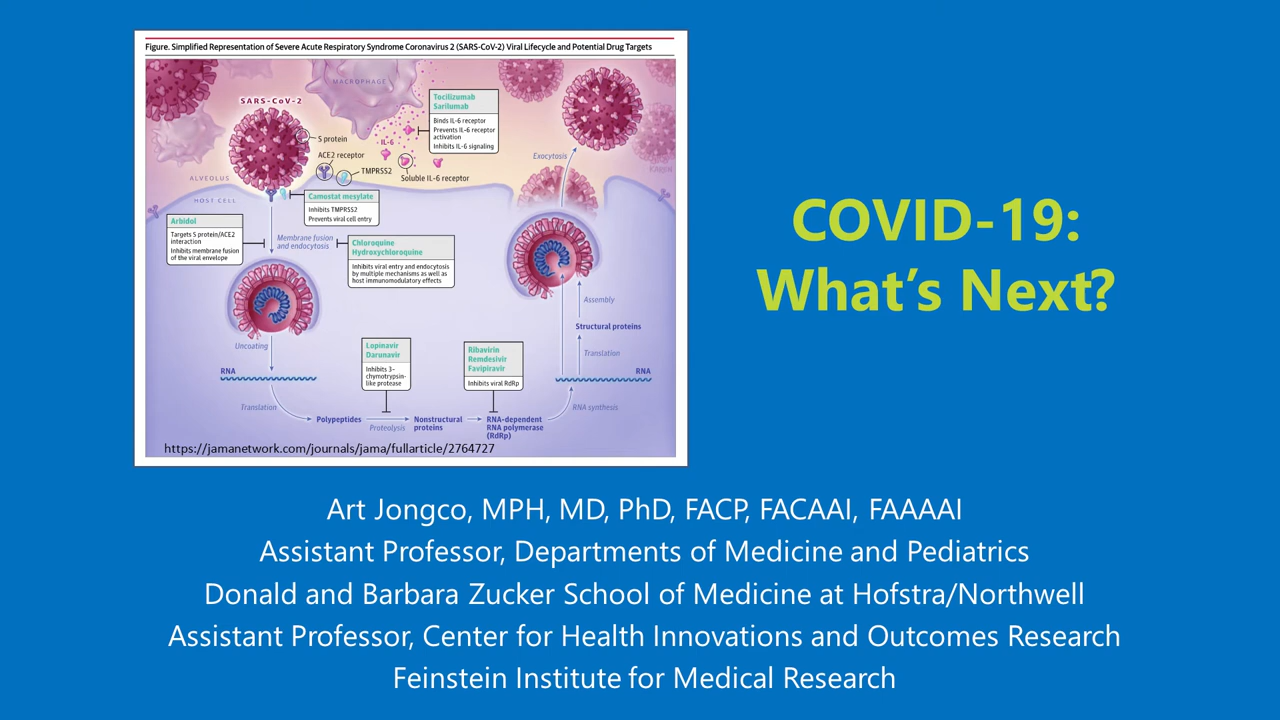 Figure. Simplified Representation of Severe Acute Respiratory Syndrome Coronavirus 2 (SARS-CoV-2) Viral Lifecycle and Potential Drug Targets
MACROPHAGE
SARS-CoV-2
Tocilizumab
Sarilumab
Binds IL-6 receptor
Prevents IL-6 receptor
activation
Inhibits IL-6 signaling
S protein
IL-6
ACE2 receptor
TMPRSS2
Soluble IL-6 receptor
Exocytosis
ALVEOLUS
HOST CELL
Camostat mesylate
Inhibits TMPRSS2
Prevents viral cell entry
Arbidol
Targets S protein/ACE2
interaction
Inhibits membrane fusion
of the viral envelope
Membrane fusion
and endocytosis
Chloroquine
Hydroxychloroquine
Inhibits viral entry and endocytosis
by multiple mechanisms as well as
host immunomodulatory effects
Assembly
Structural proteins
Uncoating
Lopinavir
Darunavir
Inhibits 3-
chymotrypsin-
like protease
Ribavirin
Remdesivir
Favipiravir
Inhibits viral RdRp
Translation
RNA
RNA
Translation
RNA synthesis
Polypeptides
Proteolysis
Nonstructural
proteins
RNA-dependent
RNA polymerase
(RdRp)
https://jamanetwork.com/journals/jama/fullarticle/2764727
COVID-19:
What's Next?
Art Jongco, MPH, MD, PhD, FACP, FACAAI, FAAAAI
Assistant Professor, Departments of Medicine and Pediatrics
Donald and Barbara Zucker School of Medicine at Hofstra/Northwell
Assistant Professor, Center for Health Innovations and Outcomes Research
Feinstein Institute for Medical Research